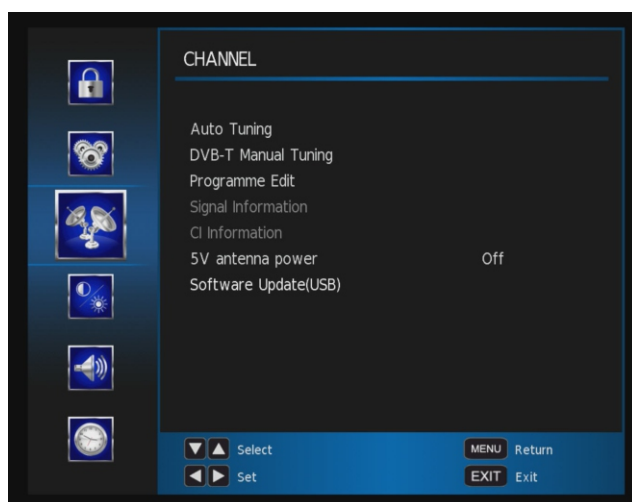 CHANNEL
Auto Tuning
DVB-T Manual Tuning
Programme Edit
Signal Information
CI Information
5V antenna power Off
Software Update(USB)
Select MENU Return
Set EXIT Exit